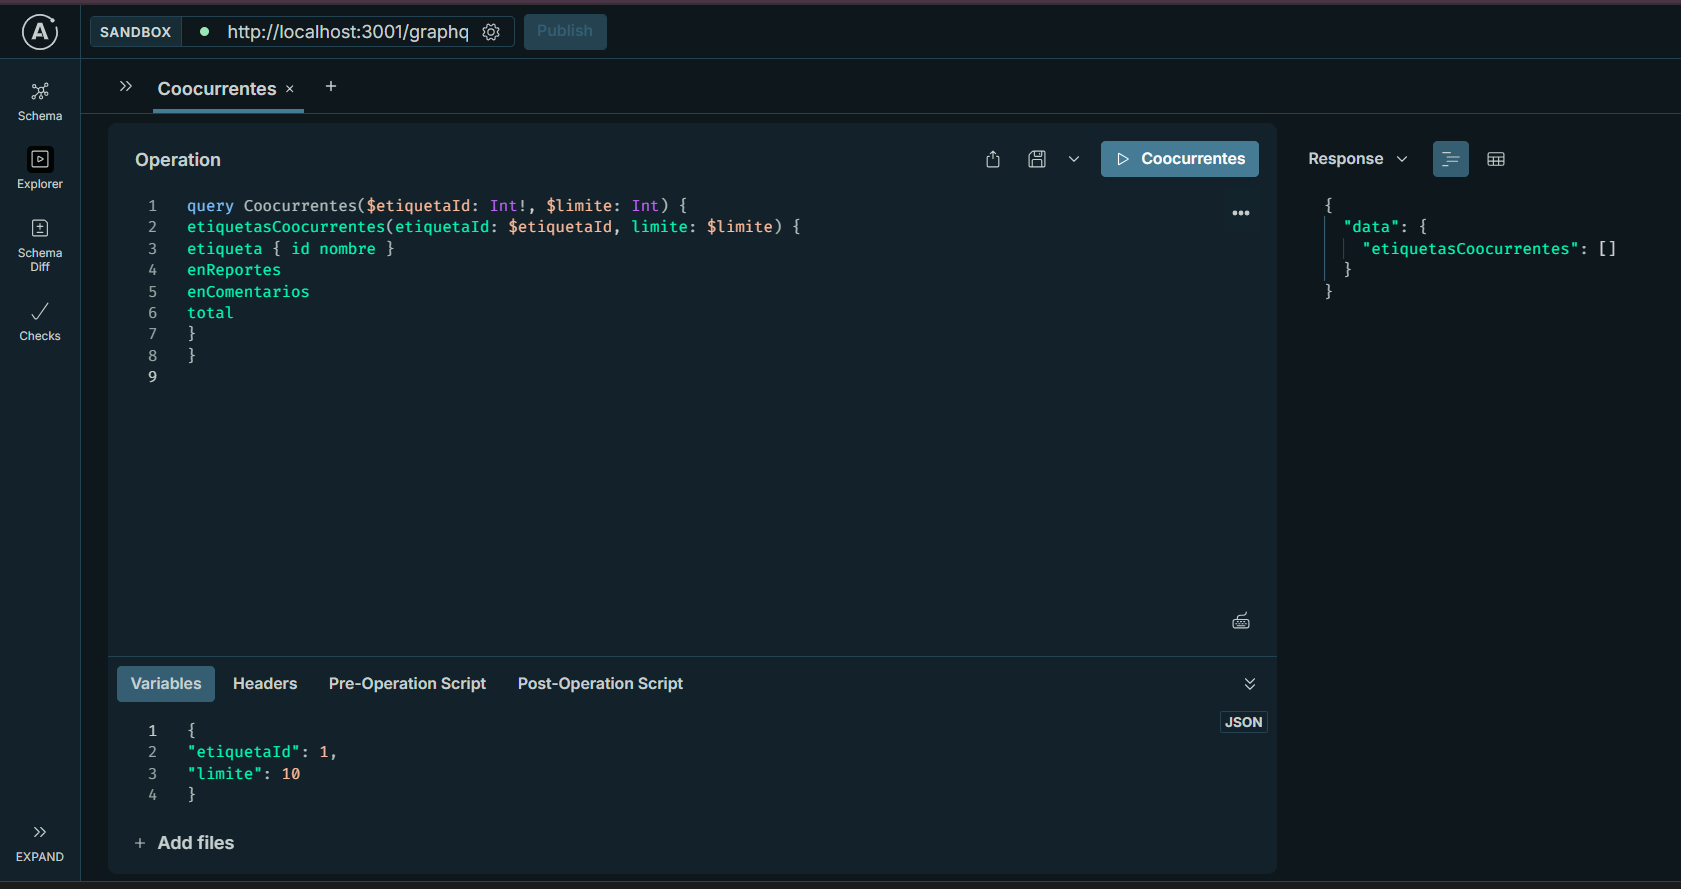 SANDBOX http://localhost:3001/graphq Publish
Schema
Explorer
Schema
Diff
Checks
EXPAND
Coocurrentes × +
Operation
Coocurrentes
1 query Coocurrentes($etiquetaId: Int!, $limite: Int) {
2 etiquetasCoocurrentes(etiquetaId: $etiquetaId, limite: $limite) {
3 etiqueta { id nombre }
4 enReportes
5 enComentarios
6 total
7 }
8 }
9
Variables Headers Pre-Operation Script Post-Operation Script
JSON
1 {
2 "etiquetaId": 1,
3 "limite": 10
4 }
+ Add files
Response
{
"data": {
"etiquetasCoocurrentes": []
}
}